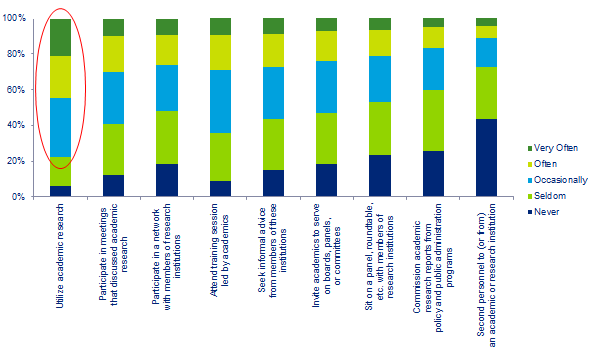 100%
80%
60%
40%
20%
0%
Very Often
Often
Occasionally
Seldom
Never
Utilize academic research
Participate in meetings
that discussed academic
research
Participate in a network
with members of research
institutions
Attend training session
led by academics
Seek informal advice
from members of these
institutions
Invite academics to serve
on boards, panels,
or committees
Sit on a panel, roundtable,
etc. with members of
research institutions
Commission academic
research reports from
policy and public administration
programs
Second personnel to (or from)
an academic or research institution